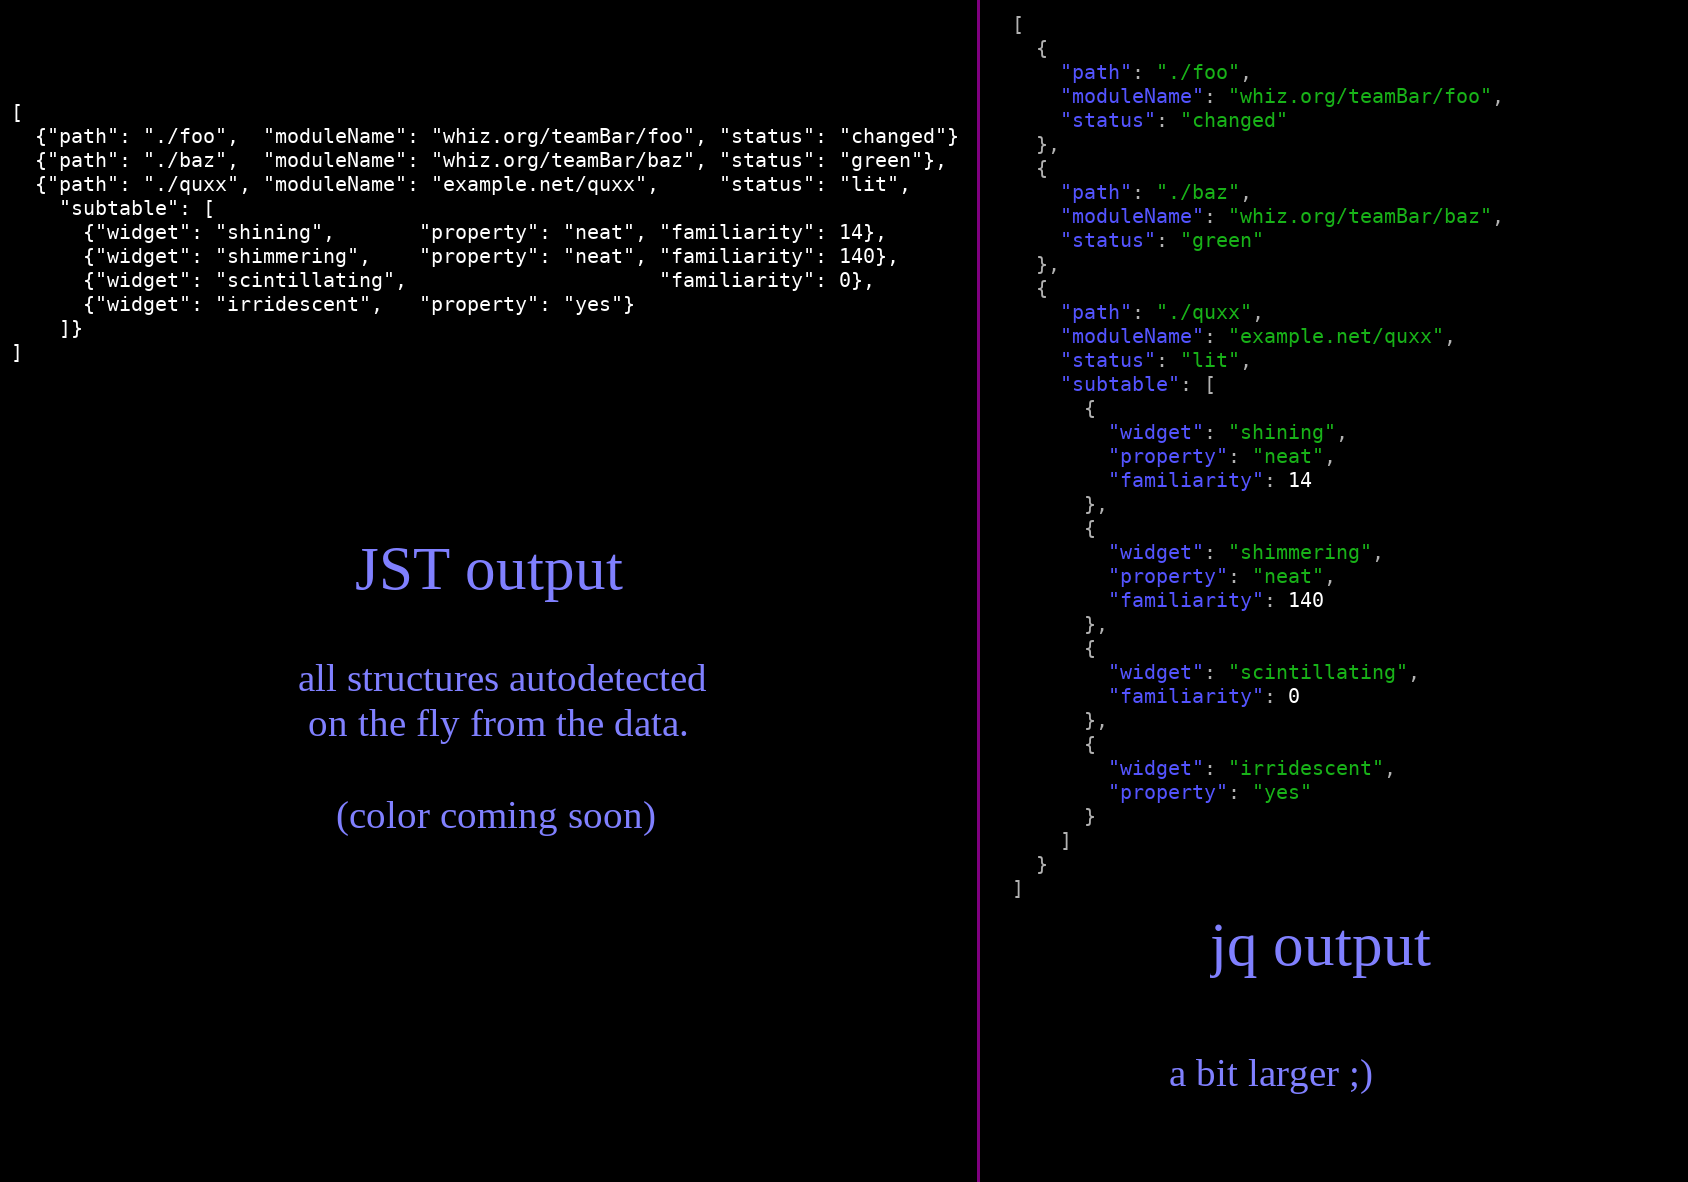 [
  {"path": "./foo",  "moduleName": "whiz.org/teamBar/foo", "status": "changed"}
  {"path": "./baz",  "moduleName": "whiz.org/teamBar/baz", "status": "green"},
  {"path": "./quxx", "moduleName": "example.net/quxx",     "status": "lit",
    "subtable": [
      {"widget": "shining",       "property": "neat", "familiarity": 14},
      {"widget": "shimmering",    "property": "neat", "familiarity": 140},
      {"widget": "scintillating",                     "familiarity": 0},
      {"widget": "irridescent",   "property": "yes"}
    ]}
]
JST output
all structures autodetected
on the fly from the data.
(color coming soon)
[
  {
    "path": "./foo",
    "moduleName": "whiz.org/teamBar/foo",
    "status": "changed"
  },
  {
    "path": "./baz",
    "moduleName": "whiz.org/teamBar/baz",
    "status": "green"
  },
  {
    "path": "./quxx",
    "moduleName": "example.net/quxx",
    "status": "lit",
    "subtable": [
      {
        "widget": "shining",
        "property": "neat",
        "familiarity": 14
      },
      {
        "widget": "shimmering",
        "property": "neat",
        "familiarity": 140
      },
      {
        "widget": "scintillating",
        "familiarity": 0
      },
      {
        "widget": "irridescent",
        "property": "yes"
      }
    ]
  }
]
jq output
a bit larger ;)